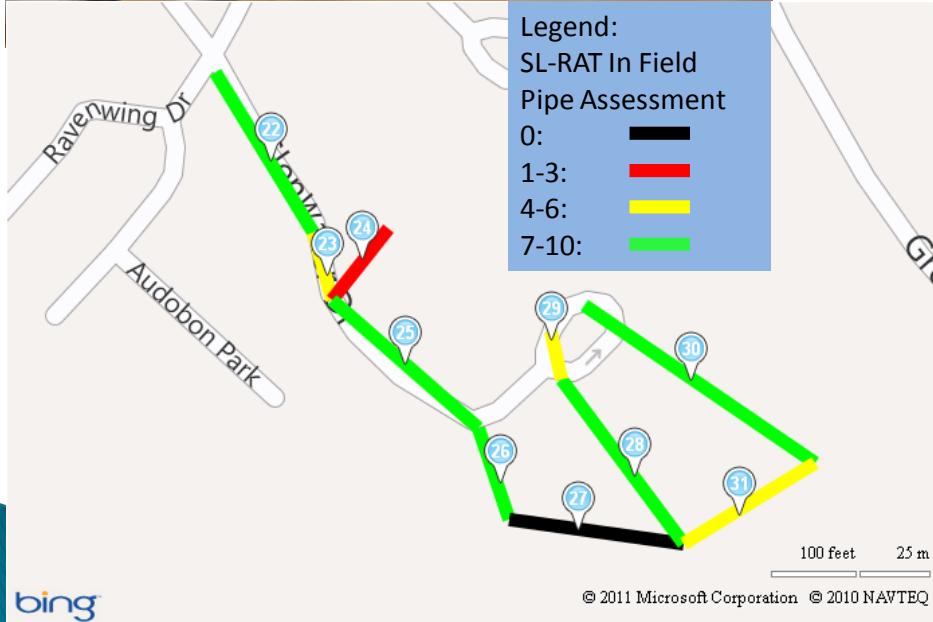 Legend:
SL-RAT In Field
Pipe Assessment
0:
1-3:
4-6:
7-10:
Ravenwing Dr
22
23
24
Audobon Park
25
29
30
26
28
27
31
100 feet 25 m
bing
© 2011 Microsoft Corporation © 2010 NAVTEQ